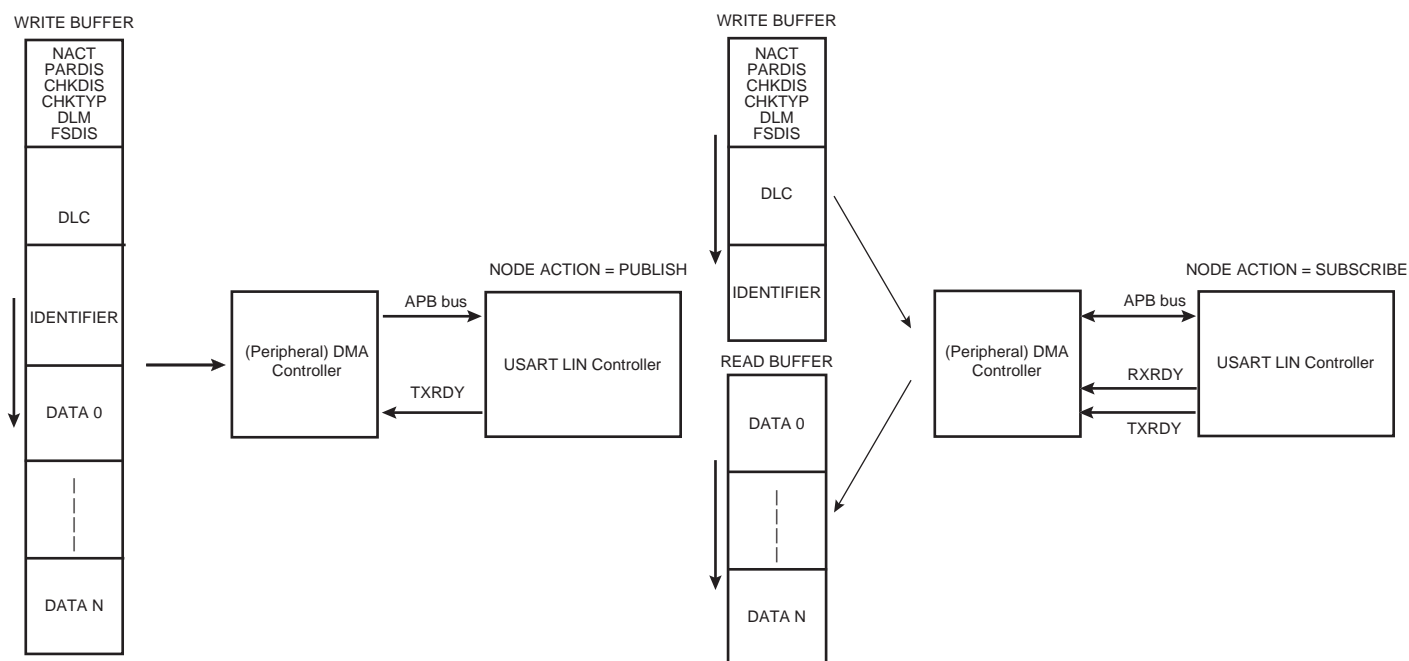 WRITE BUFFER
NACT
PARDIS
CHKDIS
CHKTYP
DLM
FSDIS
DLC
IDENTIFIER
DATA 0
DATA N
(Peripheral) DMA
Controller
APB bus
TXRDY
NODE ACTION = PUBLISH
USART LIN Controller
WRITE BUFFER
NACT
PARDIS
CHKDIS
CHKTYP
DLM
FSDIS
DLC
IDENTIFIER
READ BUFFER
DATA 0
DATA N
(Peripheral) DMA
Controller
APB bus
RXRDY
TXRDY
NODE ACTION = SUBSCRIBE
USART LIN Controller